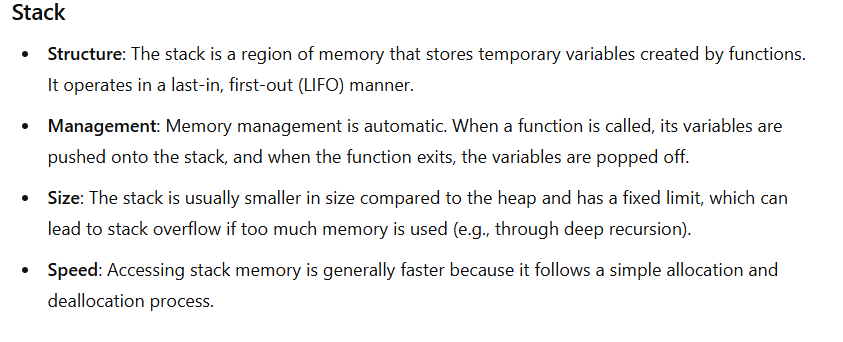 Stack
• Structure: The stack is a region of memory that stores temporary variables created by functions.
It operates in a last-in, first-out (LIFO) manner.
• Management: Memory management is automatic. When a function is called, its variables are
pushed onto the stack, and when the function exits, the variables are popped off.
• Size: The stack is usually smaller in size compared to the heap and has a fixed limit, which can
lead to stack overflow if too much memory is used (e.g., through deep recursion).
• Speed: Accessing stack memory is generally faster because it follows a simple allocation and
deallocation process.